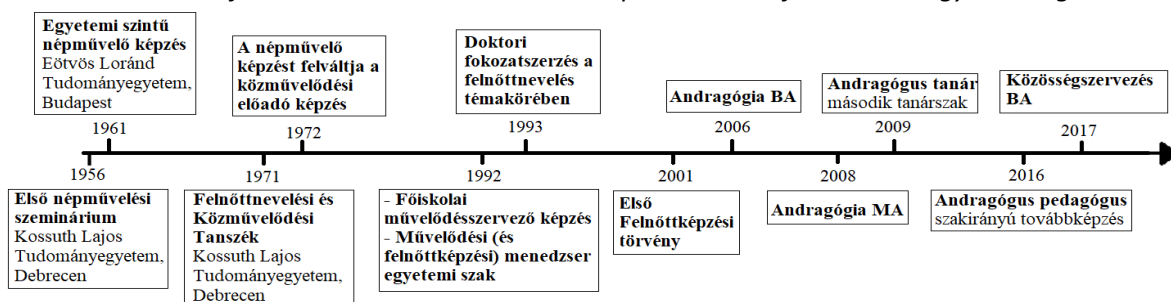 Egyetemi szintű
népművelő képzés
Eötvös Loránd
Tudományegyetem,
Budapest
A népművelő
képzést felváltja a
közművelődési
előadó képzés
Doktori
fokozatszerzés a
felnőttnevelés
témakörében
Andragógia BA
Andragógus tanár
második tanárszak
Közösségszervezés
BA
1961
1972
1993
2006
2009
2017
1956
1971
1992
2001
2008
2016
Első népművelési
szeminárium
Kossuth Lajos
Tudományegyetem,
Debrecen
Felnőttnevelési és
Közművelődési
Tanszék
Kossuth Lajos
Tudományegyetem,
Debrecen
- Főiskolai
művelődésszervező képzés
- Művelődési (és
felnőttképzési) menedzser
egyetemi szak
Első
Felnőttképzési
törvény
Andragógia MA
Andragógus pedagógus
szakirányú továbbképzés